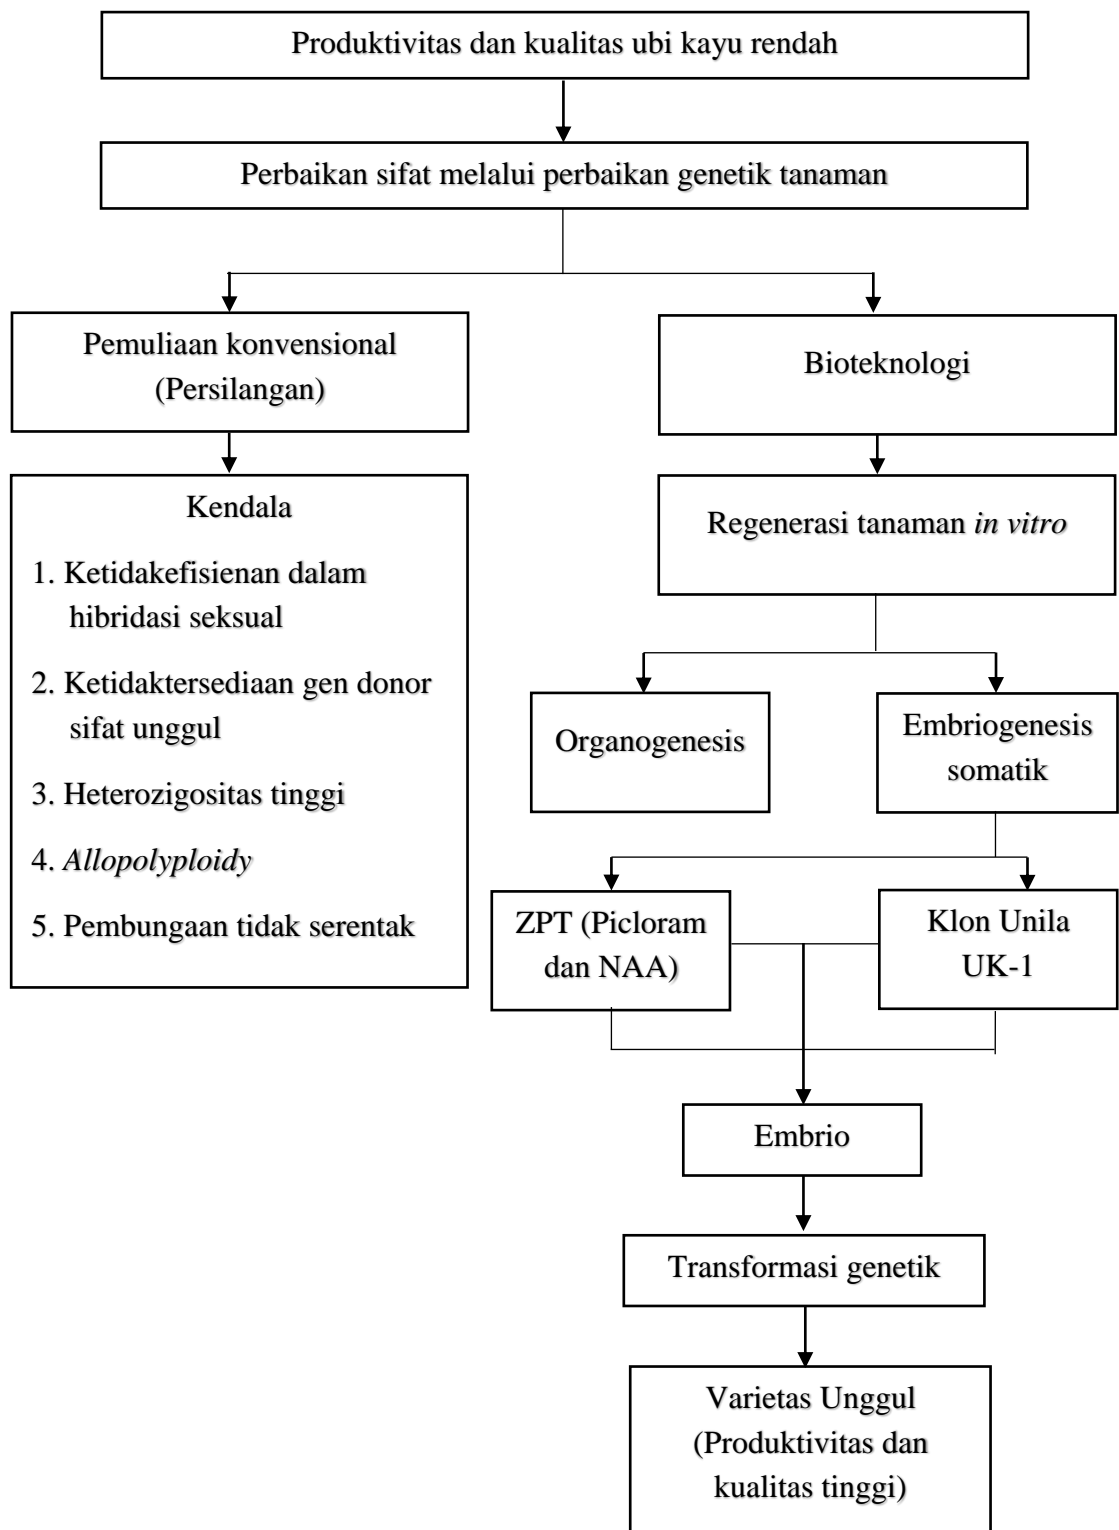 Produktivitas dan kualitas ubi kayu rendah
Perbaikan sifat melalui perbaikan genetik tanaman
Pemuliaan konvensional
(Persilangan)
Bioteknologi
Kendala
1. Ketidakefisienan dalam
hibridasi seksual
2. Ketidaktersediaan gen donor
sifat unggul
3. Heterozigositas tinggi
4. Allopolyploidy
5. Pembungaan tidak serentak
Regenerasi tanaman in vitro
Organogenesis
Embriogenesis
somatik
ZPT (Picloram
dan NAA)
Klon Unila
UK-1
Embrio
Transformasi genetik
Varietas Unggul
(Produktivitas dan
kualitas tinggi)